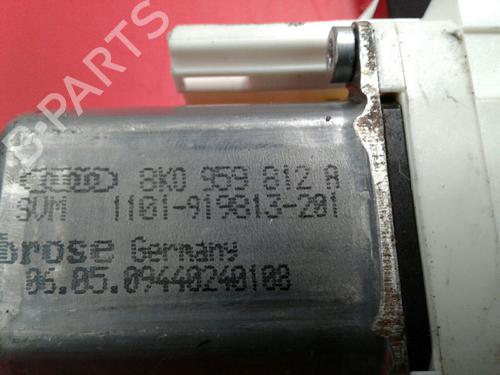 B-PARTS
8K0 959 812 A
SVM 1101-919813-201
brose Germany
06.05.09440240108